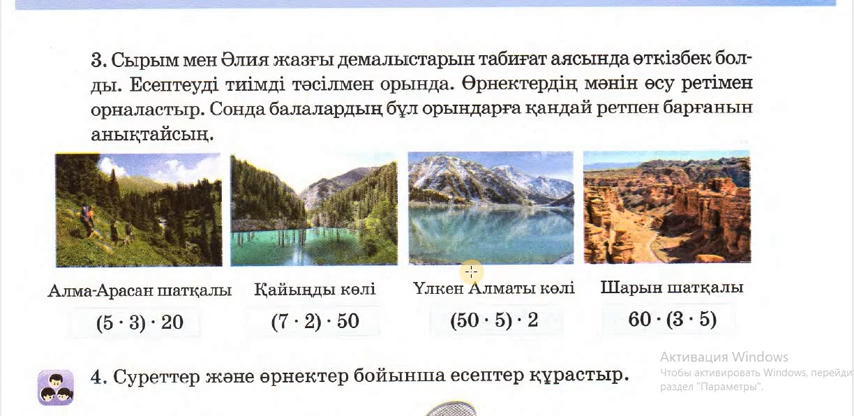 3. Сырым мен Әлия жазғы демалыстарын табиғат аясында өткізбек бол-
ды. Есептеуді тиімді тәсілмен орында. Өрнектердің мәнін өсу ретімен
орналастыр. Сонда балалардың бұл орындарға қандай ретпен барғанын
анықтайсың.
Алма-Арасан шатқалы Қайыңды көлі Үлкен Алматы көлі Шарын шатқалы
(5 · 3) · 20 (7 · 2) · 50 (50 · 5) · 2 60 · (3 · 5)
Активация Windows
Чтобы активировать Windows, перейди
раздел "Параметры".
4. Суреттер және өрнектер бойынша есептер құрастыр.